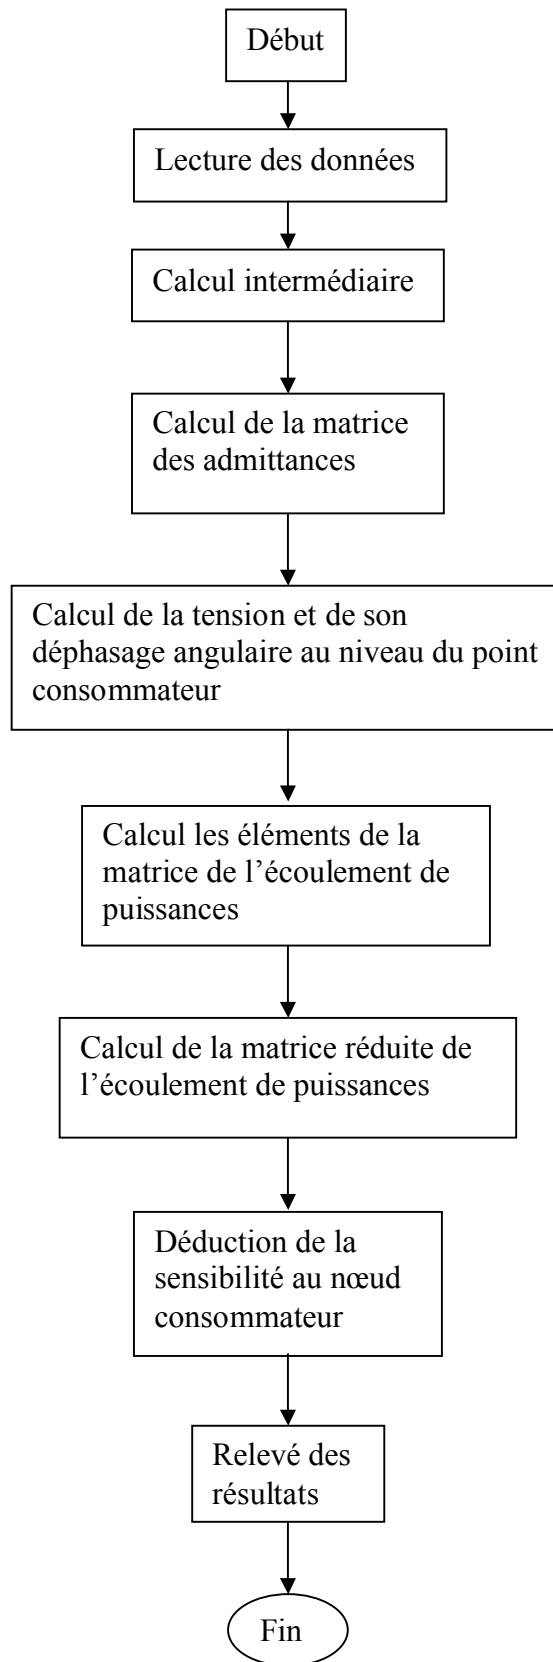 Début
Lecture des données
Calcul intermédiaire
Calcul de la matrice
des admittances
Calcul de la tension et de son
déphasage angulaire au niveau du point
consommateur
Calcul les éléments de la
matrice de l’écoulement de
puissances
Calcul de la matrice réduite de
l’écoulement de puissances
Déduction de la
sensibilité au nœud
consommateur
Relevé des
résultats
Fin